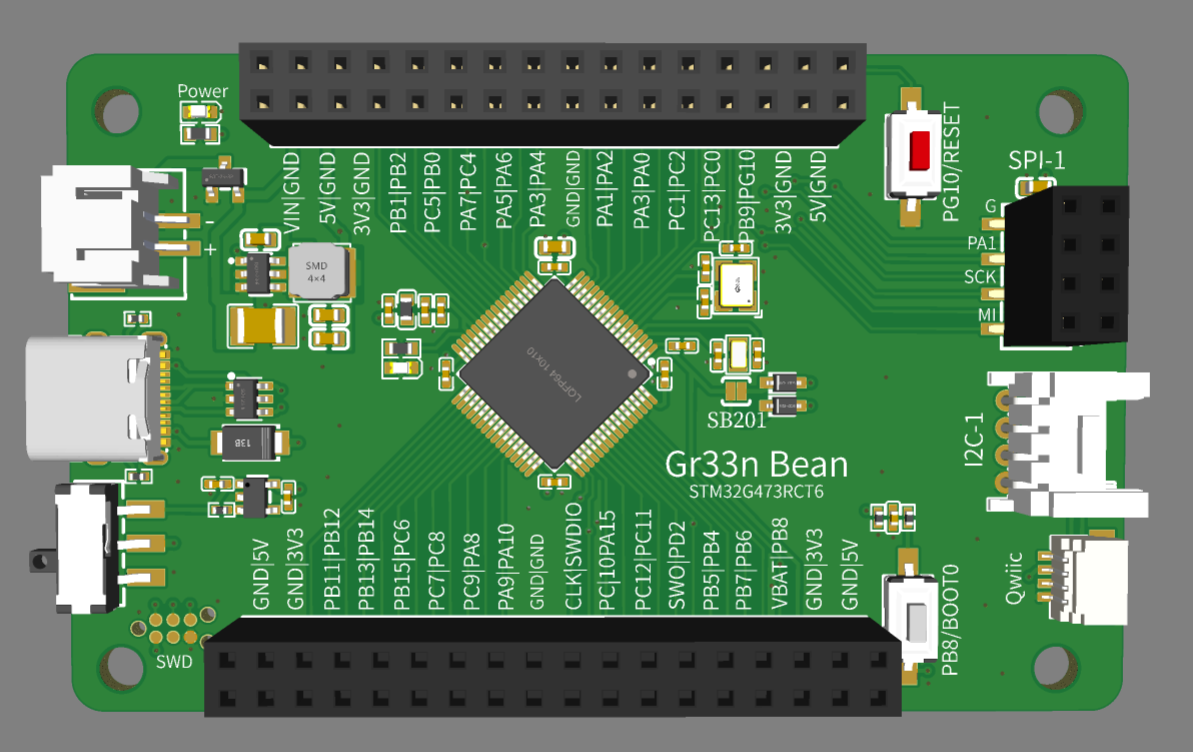 Power
VIN|GND
5V|GND
3V3|GND
PB1|PB2
PC5|PB0
PA7|PC4
PA5|PA6
PA3|PA4
GND|GND
PA1|PA2
PA3|PA0
PC1|PC2
PC13|PC0
PB9|PG10
3V3|GND
5V|GND
PG10/RESET
SPI-1
G
PA1
SCK
MI
-
+
SMD
4×4
LQFP64 10x10
13B
SB201
I2C-1
Gr33n Bean
STM32G473RCT6
GND|5V
GND|3V3
PB11|PB12
PB13|PB14
PB15|PC6
PC7|PC8
PC9|PA8
PA9|PA10
GND|GND
CLK|SWDIO
PC10|PA15
PC12|PC11
SWO|PD2
PB5|PB4
PB7|PB6
VBAT|PB8
GND|3V3
GND|5V
PB8/BOOT0
Qwiic
SWD